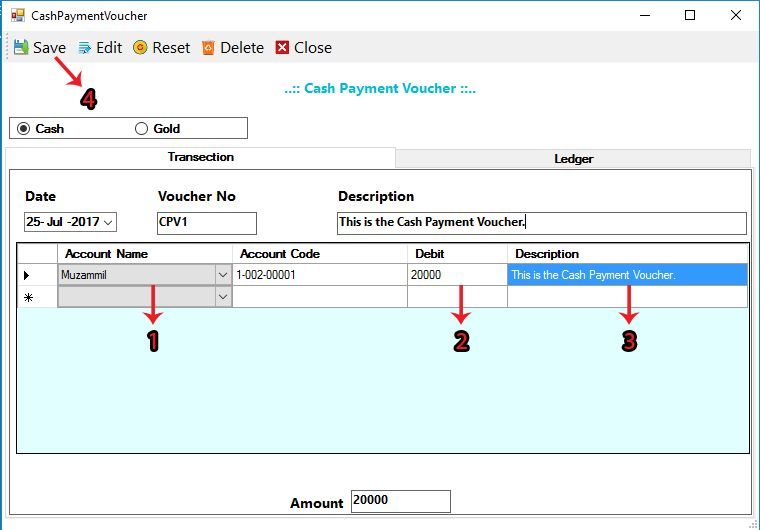 CashPaymentVoucher
Save Edit Reset Delete Close
4
..:: Cash Payment Voucher ::..
Cash Gold
Transection Ledger
Date Voucher No Description
25- Jul -2017 CPV1 This is the Cash Payment Voucher.
Account Name Account Code Debit Description
Muzammil 1-002-00001 20000 This is the Cash Payment Voucher.
1 2 3
Amount 20000